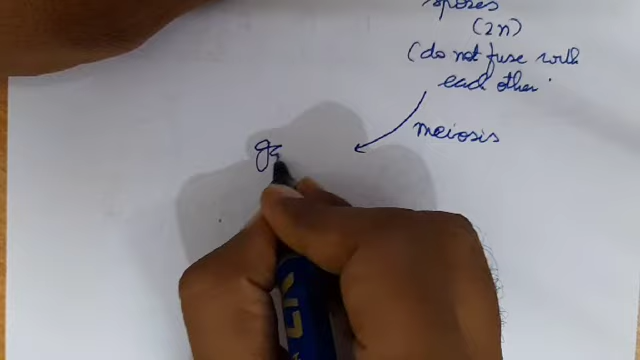 spores
(2n)
(do not fuse with
each other
meiosis